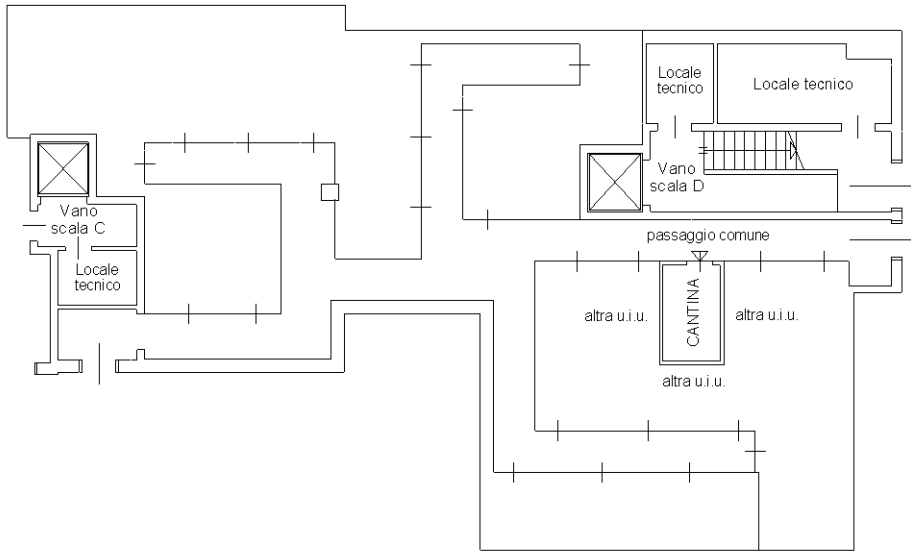 Locale
tecnico
Locale tecnico
Vano
scala D
Vano
scala C
Locale
tecnico
passaggio comune
altra u.i.u.
CANTINA
altra u.i.u.
altra u.i.u.